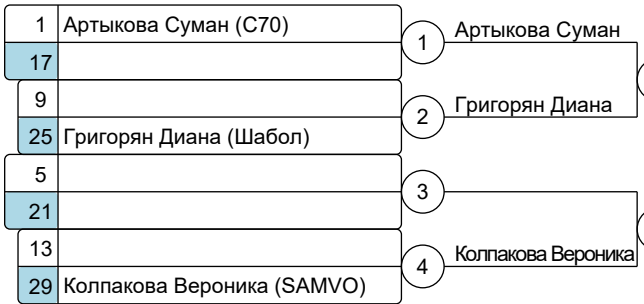 1 Артыкова Суман (С70)
17
1 Артыкова Суман
9
25 Григорян Диана (Шабол)
2 Григорян Диана
5
21
3
13
29 Колпакова Вероника (SAMVO)
4 Колпакова Вероника